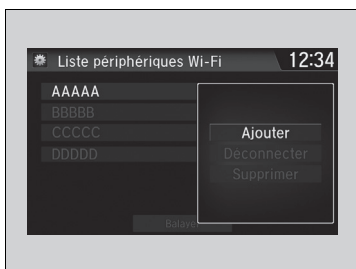 Liste périphériques Wi-Fi 12:34
AAAAA
BBBBB
CCCCC
DDDDD
Ajouter
Déconnecter
Supprimer
Balayer